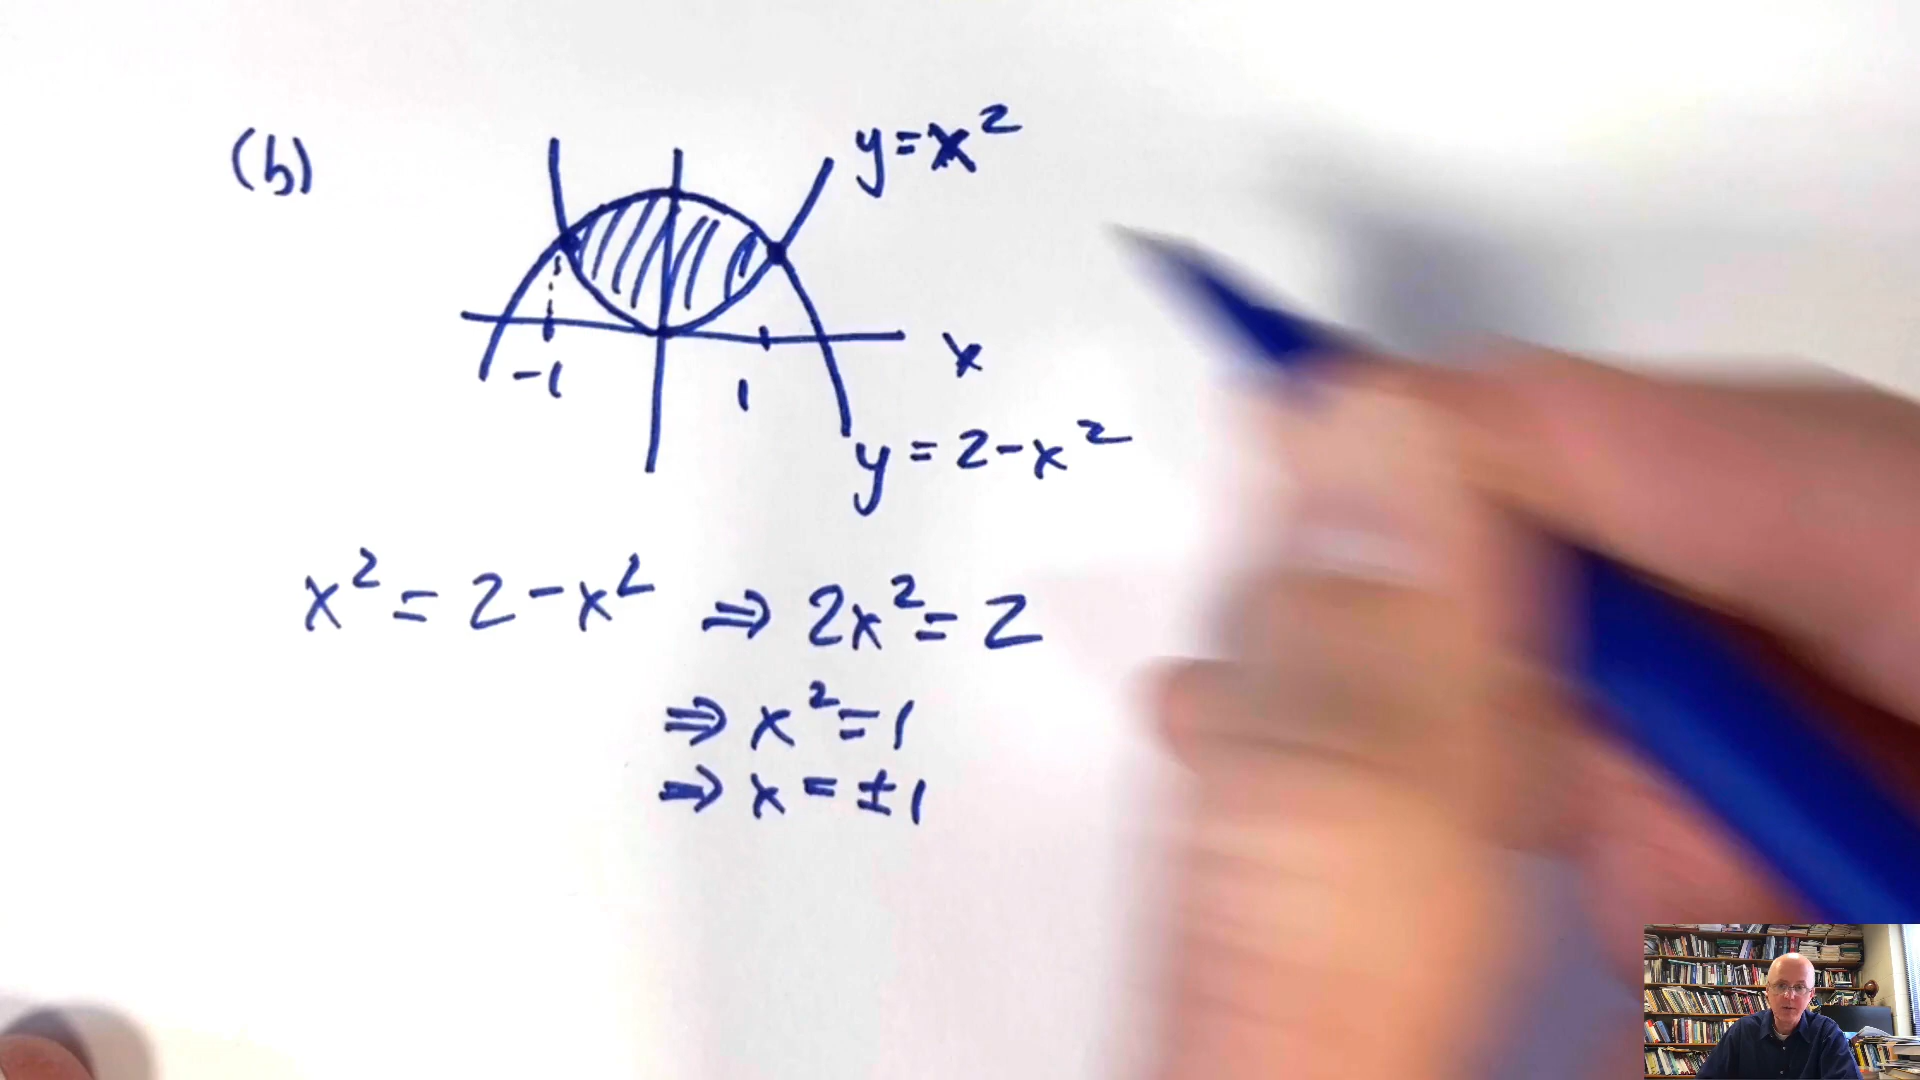 (b)
y=x²
-1
1
x
y = 2-x²
x² = 2-x² ⇒ 2x² = 2
⇒ x² = 1
⇒ x = ±1